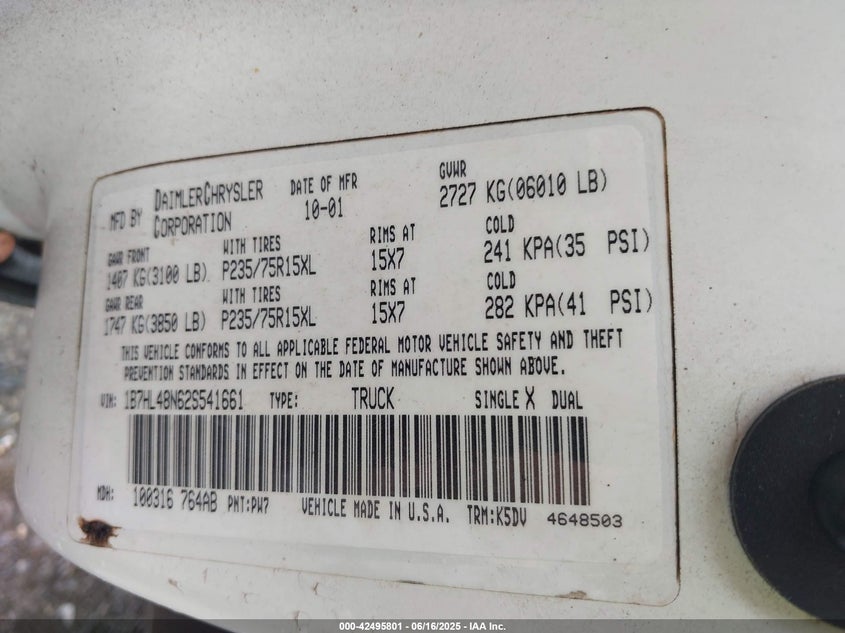 MFD BY DAIMLERCHRYSLER CORPORATION
DATE OF MFR 10-01
GVWR 2727 KG(06010 LB)
GAWR FRONT WITH TIRES RIMS AT COLD
1407 KG(3100 LB) P235/75R15XL 15X7 241 KPA(35 PSI)
GAWR REAR WITH TIRES RIMS AT COLD
1747 KG(3850 LB) P235/75R15XL 15X7 282 KPA(41 PSI)
THIS VEHICLE CONFORMS TO ALL APPLICABLE FEDERAL MOTOR VEHICLE SAFETY AND THEFT
PREVENTION STANDARDS IN EFFECT ON THE DATE OF MANUFACTURE SHOWN ABOVE.
VIN: 1B7HL48N62S541661 TYPE: TRUCK SINGLE X DUAL
MDH: 100316 764AB PNT:PW7 VEHICLE MADE IN U.S.A. TRM:K5DV 4648503
000-42495801 - 06/16/2025 - IAA Inc.